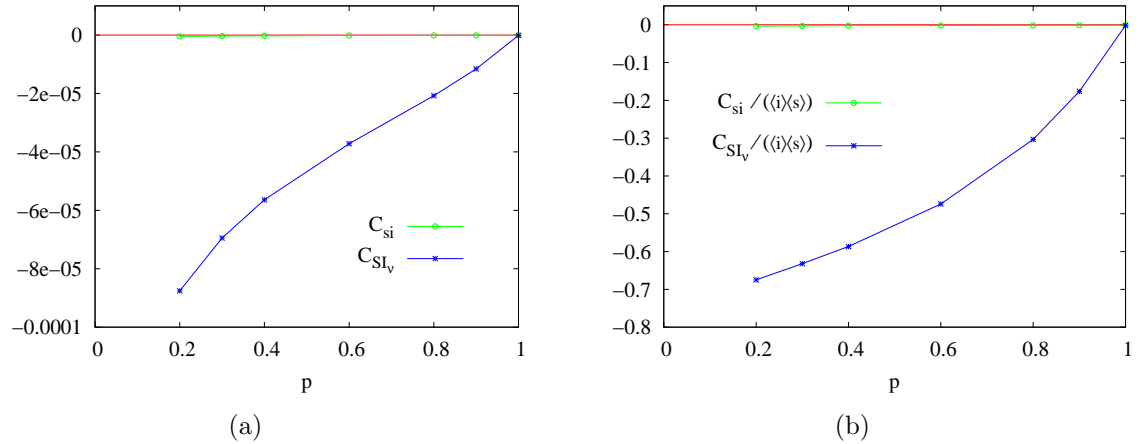 0
−2e−05
−4e−05
−6e−05
−8e−05
−0.0001
0 0.2 0.4 0.6 0.8 1
p
C_si
C_SI_ν
(a)
0
−0.1
−0.2
−0.3
−0.4
−0.5
−0.6
−0.7
−0.8
0 0.2 0.4 0.6 0.8 1
p
C_si /(⟨i⟩⟨s⟩)
C_SI_ν /(⟨i⟩⟨s⟩)
(b)